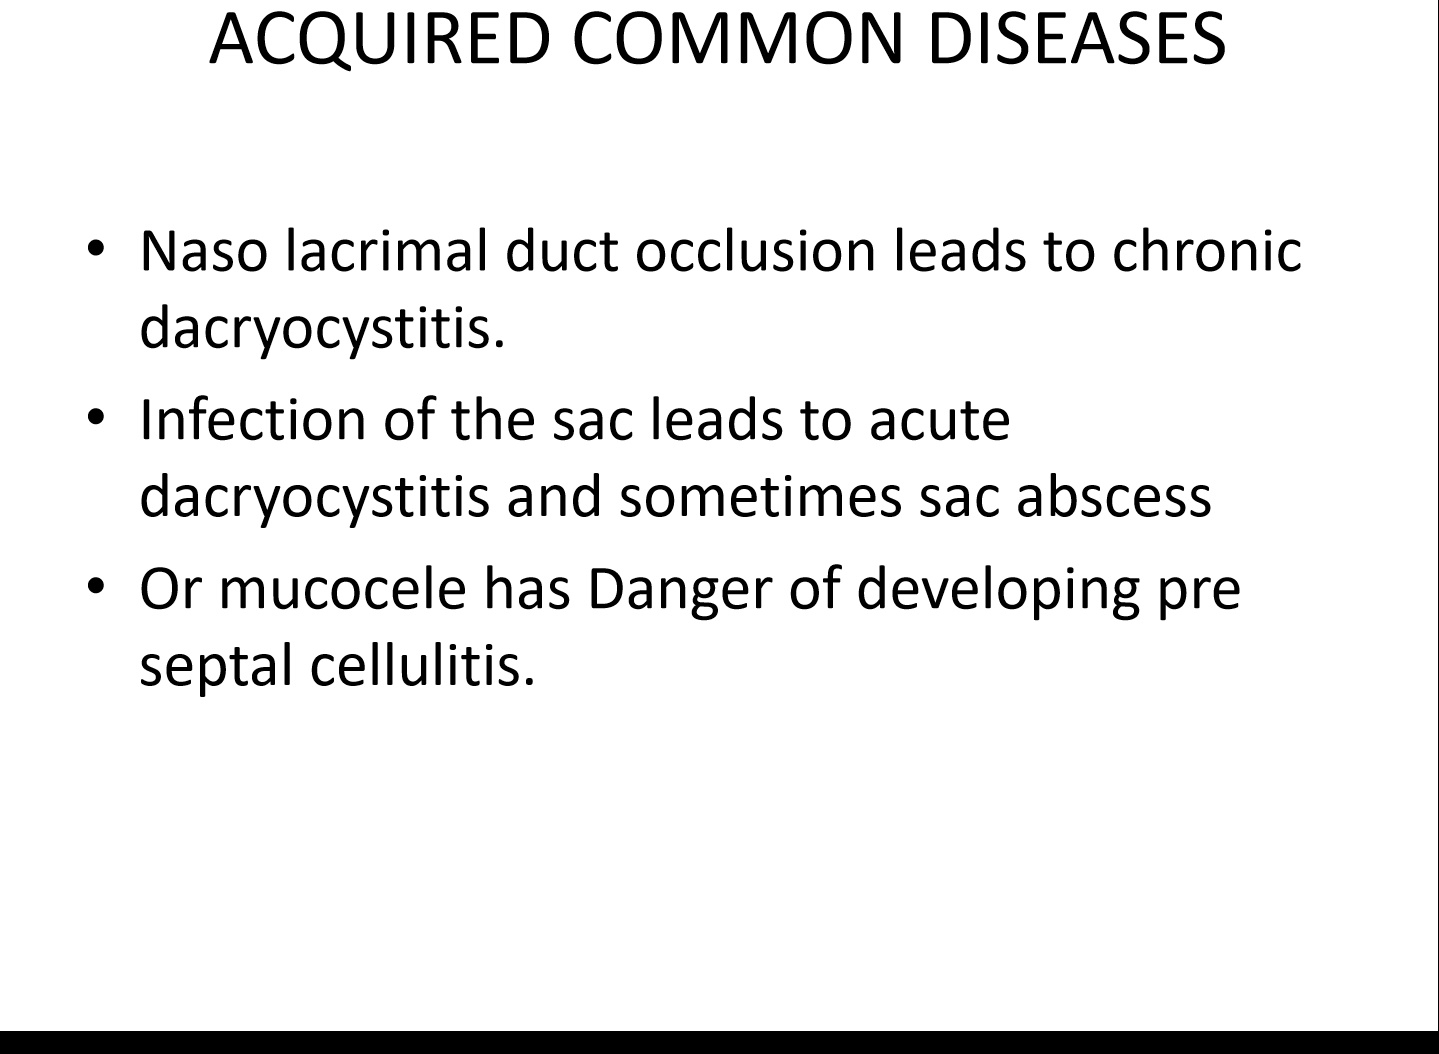 ACQUIRED COMMON DISEASES
• Naso lacrimal duct occlusion leads to chronic
dacryocystitis.
• Infection of the sac leads to acute
dacryocystitis and sometimes sac abscess
• Or mucocele has Danger of developing pre
septal cellulitis.